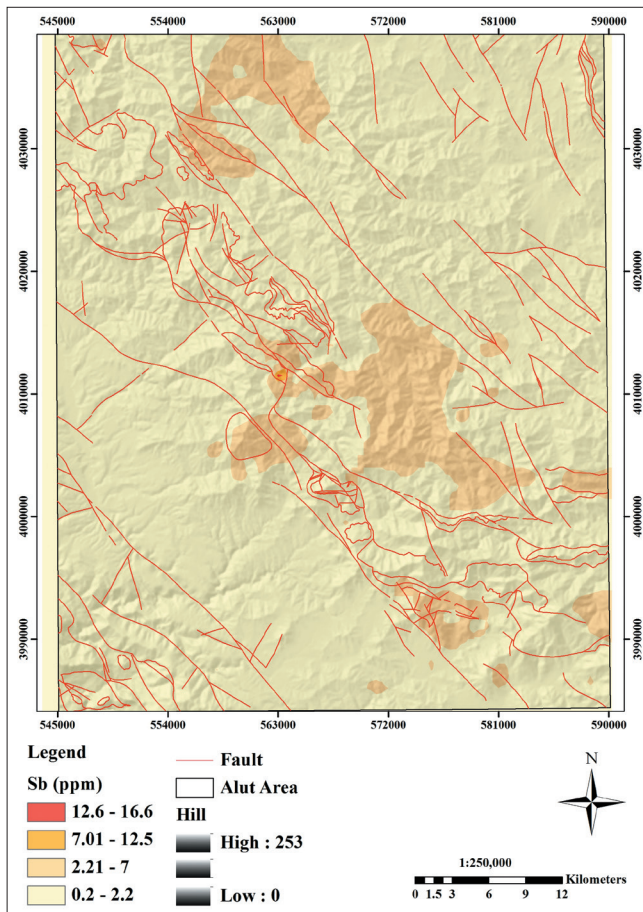 545000 554000 563000 572000 581000 590000
4030000 4030000
4020000 4020000
4010000 4010000
4000000 4000000
3990000 3990000
545000 554000 563000 572000 581000 590000
Legend
Sb (ppm)
12.6 - 16.6
7.01 - 12.5
2.21 - 7
0.2 - 2.2
Fault
Alut Area
Hill
High : 253
Low : 0
N
1:250,000
Kilometers
0 1.5 3 6 9 12